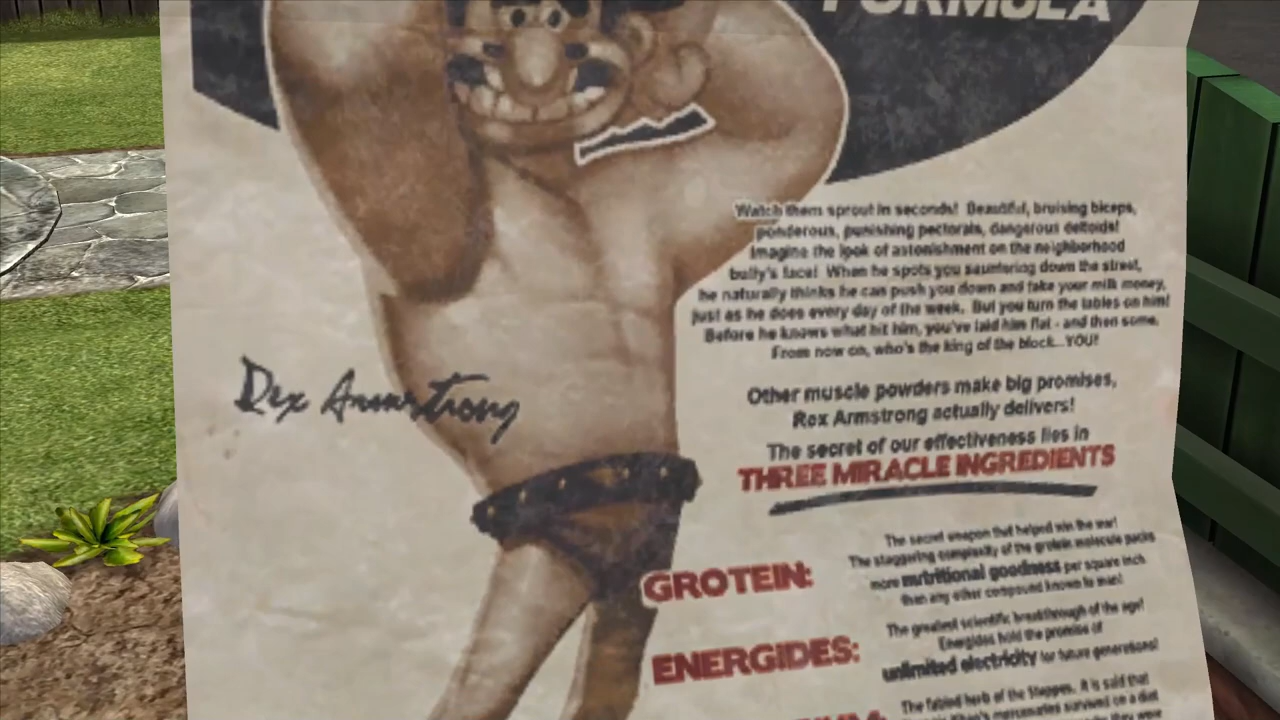 FORMULA
Watch them sprout in seconds! Beautiful, bruising biceps,
ponderous, punishing pectorals, dangerous deltoids!
Imagine the look of astonishment on the neighborhood
bully's face! When he spots you sauntering down the street,
he naturally thinks he can push you down and take your milk money,
just as he does every day of the week. But you turn the tables on him!
Before he knows what hit him, you've laid him flat - and then some.
From now on, who's the king of the block...YOU!
Rex Armstrong
Other muscle powders make big promises,
Rex Armstrong actually delivers!
The secret of our effectiveness lies in
THREE MIRACLE INGREDIENTS
GROTEIN:
The secret weapon that helped win the war!
The staggering complexity of the grotein molecule packs
more nutritional goodness per square inch
than any other compound known to man!
ENERGIDES:
The greatest scientific breakthrough of the age!
Energides hold the promise of
unlimited electricity for future generations!
The fabled herb of the Steppes. It is said that
Khan's mercenaries survived on a diet